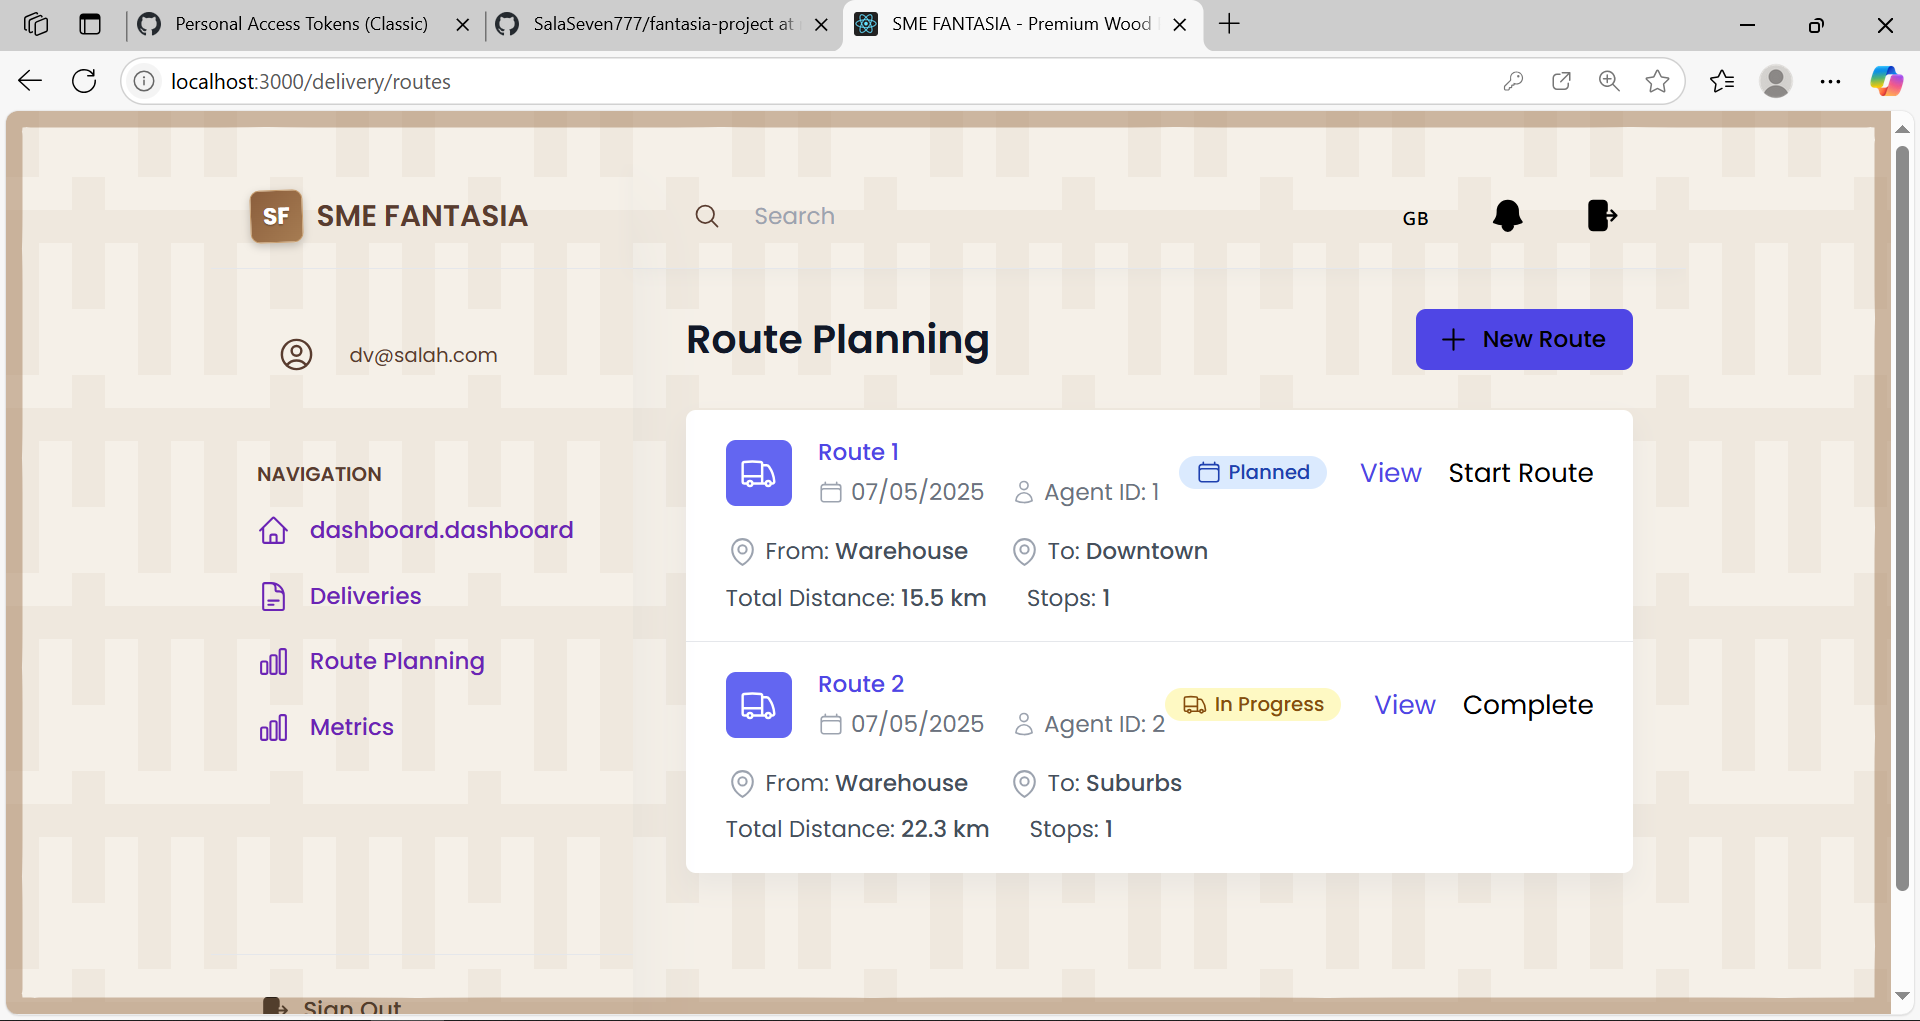 Personal Access Tokens (Classic)
SalaSeven777/fantasia-project at
SME FANTASIA - Premium Wood
localhost:3000/delivery/routes
SF
SME FANTASIA
Search
GB
dv@salah.com
NAVIGATION
dashboard.dashboard
Deliveries
Route Planning
Metrics
Sign Out
Route Planning
New Route
Route 1
07/05/2025 Agent ID: 1
Planned
View
Start Route
From: Warehouse To: Downtown
Total Distance: 15.5 km Stops: 1
Route 2
07/05/2025 Agent ID: 2
In Progress
View
Complete
From: Warehouse To: Suburbs
Total Distance: 22.3 km Stops: 1